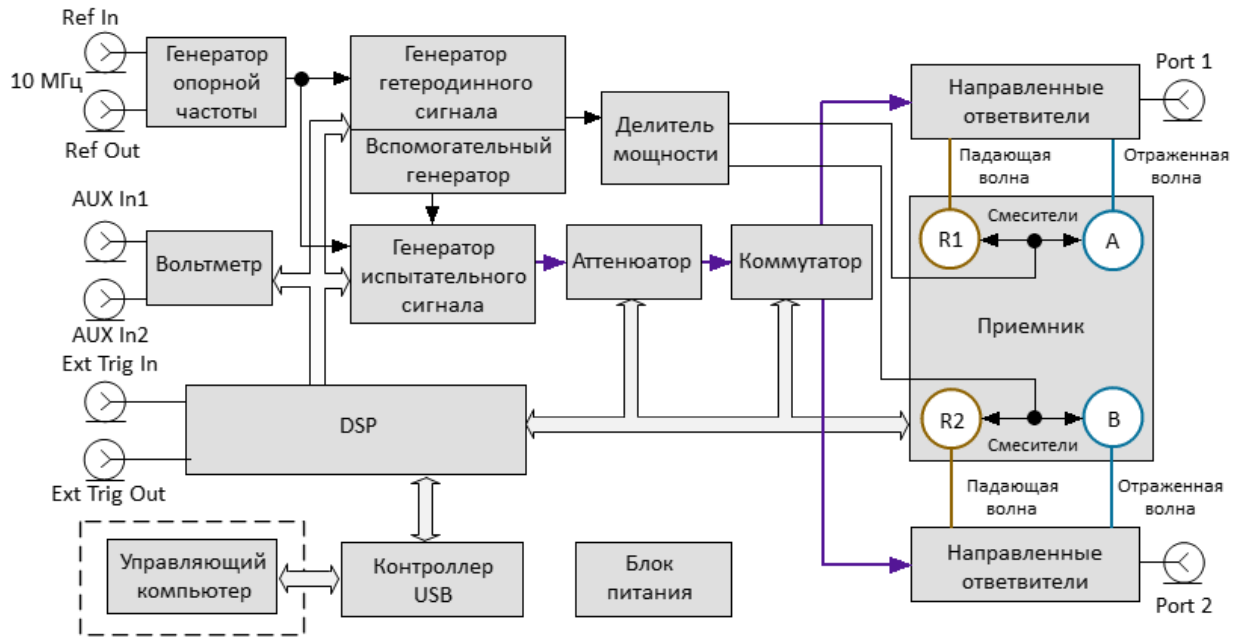 Ref In
10 МГц
Ref Out
Генератор
опорной
частоты
Генератор
гетеродинного
сигнала
Вспомогательный
генератор
Делитель
мощности
Направленные
ответвители
Port 1
Падающая
волна
Отраженная
волна
AUX In1
AUX In2
Вольтметр
Генератор
испытательного
сигнала
Аттенюатор
Коммутатор
R1
Смесители
A
Приемник
R2
Смесители
B
Ext Trig In
Ext Trig Out
DSP
Падающая
волна
Отраженная
волна
Управляющий
компьютер
Контроллер
USB
Блок
питания
Направленные
ответвители
Port 2